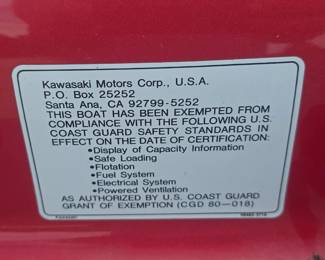 Kawasaki Motors Corp., U.S.A.
P.O. Box 25252
Santa Ana, CA 92799-5252
THIS BOAT HAS BEEN EXEMPTED FROM
COMPLIANCE WITH THE FOLLOWING U.S.
COAST GUARD SAFETY STANDARDS IN
EFFECT ON THE DATE OF CERTIFICATION:
•Display of Capacity Information
•Safe Loading
•Flotation
•Fuel System
•Electrical System
•Powered Ventilation
AS AUTHORIZED BY U.S. COAST GUARD
GRANT OF EXEMPTION (CGD 80-018)